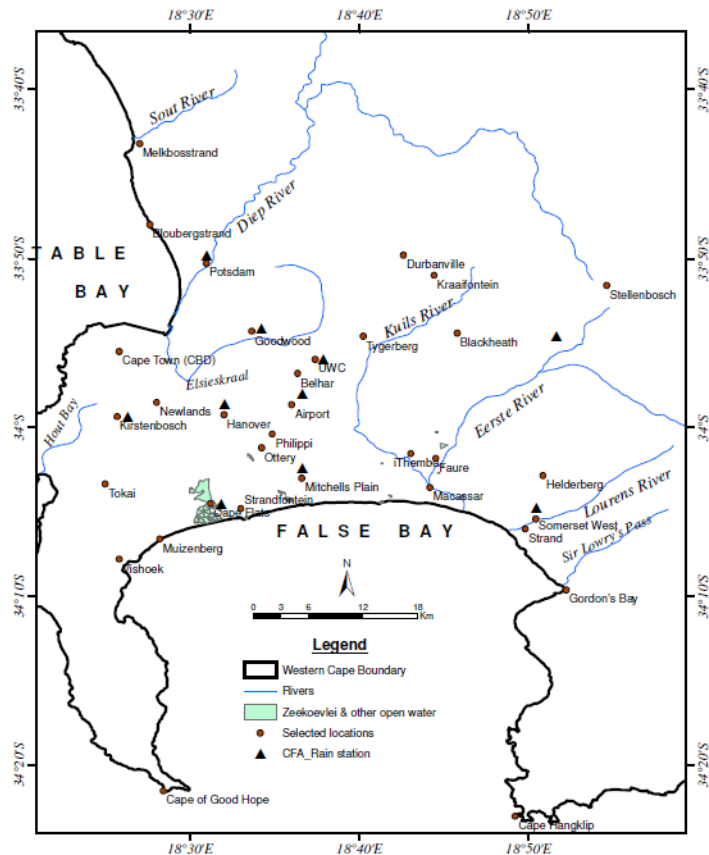 18°30'E 18°40'E 18°50'E
33°40'S 33°40'S
Sout River
Melkbosstrand
Diep River
Bloubergstrand
TABLE
BAY
33°50'S 33°50'S
Durbanville
Potsdam
Kraaifontein
Stellenbosch
Kuils River
Goodwood
Tygerberg
Blackheath
Cape Town (CBD)
UWC
Elsieskraal
Belhar
Newlands
Airport
Kirstenbosch
Hanover
Eerste River
Hout Bay
34°S 34°S
Philippi
Ottery
iThemba
Faure
Mitchells Plain
Helderberg
Tokai
Macassar
Lourens River
Strandfontein
Cape Flats
Somerset West
FALSE BAY
Strand
Sir Lowry's Pass
Muizenberg
Fishoek
N
34°10'S 34°10'S
Gordon's Bay
0 3 6 12 18
Km
Legend
Western Cape Boundary
Rivers
Zeekoevlei & other open water
Selected locations
CFA_Rain station
34°20'S 34°20'S
Cape of Good Hope
Cape Hangklip
18°30'E 18°40'E 18°50'E